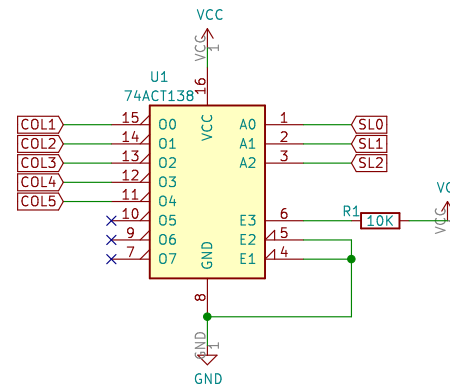 VCC
VCC
1
U1
16
74ACT138
COL1 15 O0 VCC A0 1 SL0
COL2 14 O1 A1 2 SL1
COL3 13 O2 A2 3 SL2
COL4 12 O3
COL5 11 O4
VC
10 O5 E3 6 R1 10K VCC
9 O6 E2 5
7 O7 GND E1 4
8
GND
1
GND